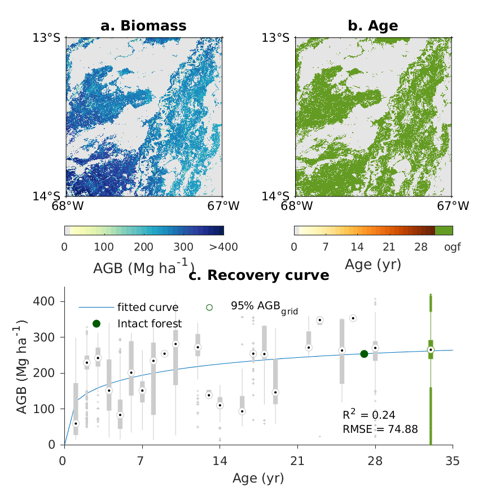 a. Biomass
b. Age
13°S
14°S
68°W 67°W
13°S
14°S
68°W 67°W
0 100 200 300 >400
AGB (Mg ha-1)
0 7 14 21 28 ogf
Age (yr)
c. Recovery curve
fitted curve
95% AGBgrid
Intact forest
400
300
200
100
0
AGB (Mg ha-1)
R2 = 0.24
RMSE = 74.88
0 7 14 21 28 35
Age (yr)